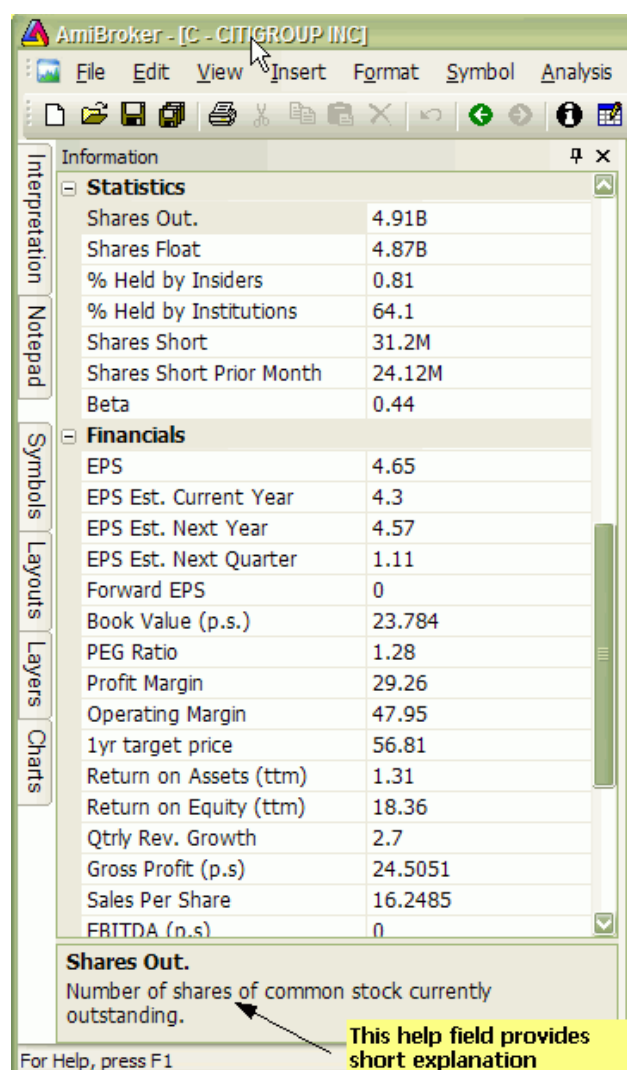 AmiBroker - [C - CITIGROUP INC]
File Edit View Insert Format Symbol Analysis
Information
Interpretation
Notepad
Symbols
Layouts
Layers
Charts
Statistics
Shares Out. 4.91B
Shares Float 4.87B
% Held by Insiders 0.81
% Held by Institutions 64.1
Shares Short 31.2M
Shares Short Prior Month 24.12M
Beta 0.44
Financials
EPS 4.65
EPS Est. Current Year 4.3
EPS Est. Next Year 4.57
EPS Est. Next Quarter 1.11
Forward EPS 0
Book Value (p.s.) 23.784
PEG Ratio 1.28
Profit Margin 29.26
Operating Margin 47.95
1yr target price 56.81
Return on Assets (ttm) 1.31
Return on Equity (ttm) 18.36
Qtrly Rev. Growth 2.7
Gross Profit (p.s) 24.5051
Sales Per Share 16.2485
EBITDA (p.s) 0
Shares Out.
Number of shares of common stock currently
outstanding.
This help field provides
short explanation
For Help, press F1